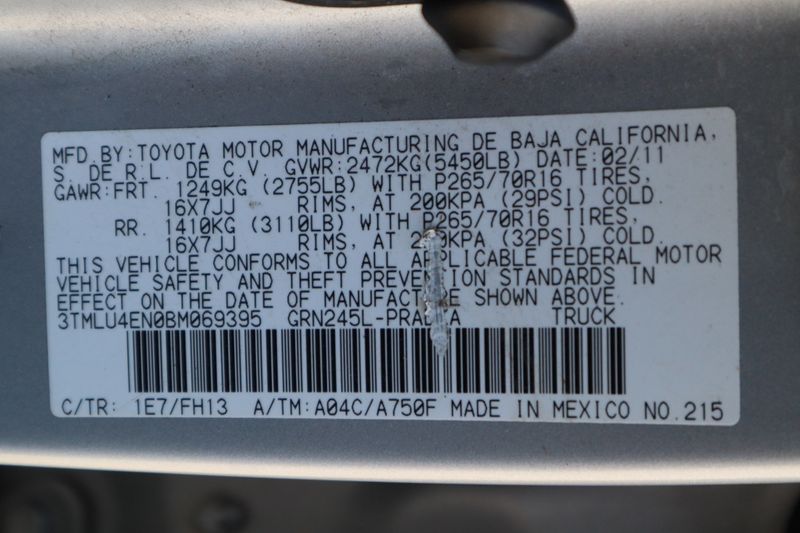 MFD.BY:TOYOTA MOTOR MANUFACTURING DE BAJA CALIFORNIA,
S. DE R.L. DE C.V. GVWR:2472KG(5450LB) DATE:02/11
GAWR:FRT. 1249KG (2755LB) WITH P265/70R16 TIRES,
16X7JJ RIMS, AT 200KPA (29PSI) COLD.
RR. 1410KG (3110LB) WITH P265/70R16 TIRES,
16X7JJ RIMS, AT (32PSI) COLD.
THIS VEHICLE CONFORMS TO ALL APPLICABLE FEDERAL MOTOR
VEHICLE SAFETY AND THEFT PREVENTION STANDARDS IN
EFFECT ON THE DATE OF MANUFACTURE SHOWN ABOVE.
3TMLU4EN0BM069395 TRUCK
C/TR: 1E7/FH13 A/TM:A04C/A750F MADE IN MEXICO NO.215